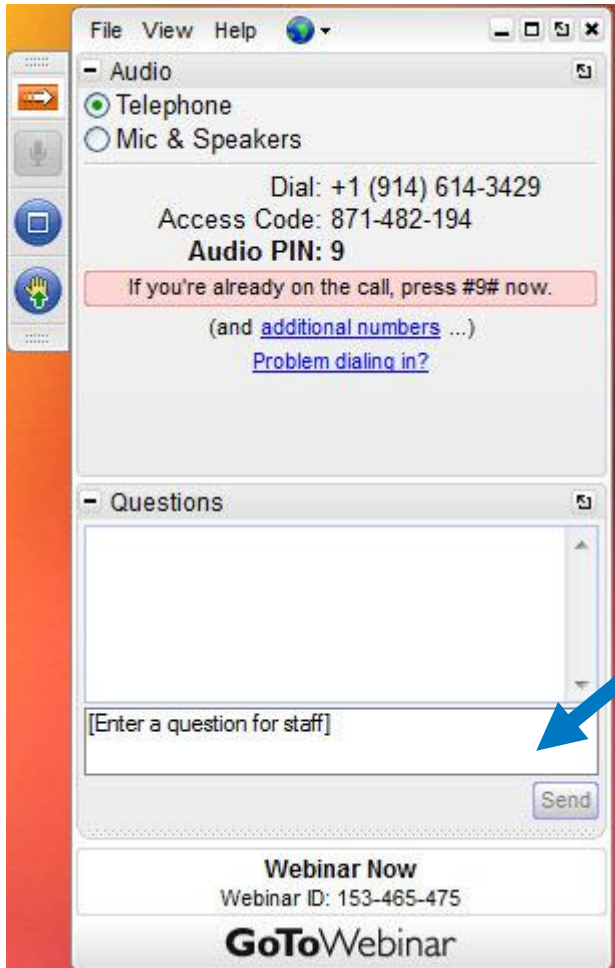 File View Help
Audio
Telephone
Mic & Speakers
Dial: +1 (914) 614-3429
Access Code: 871-482-194
Audio PIN: 9
If you're already on the call, press #9# now.
(and additional numbers ...)
Problem dialing in?
Questions
[Enter a question for staff]
Send
Webinar Now
Webinar ID: 153-465-475
GoToWebinar